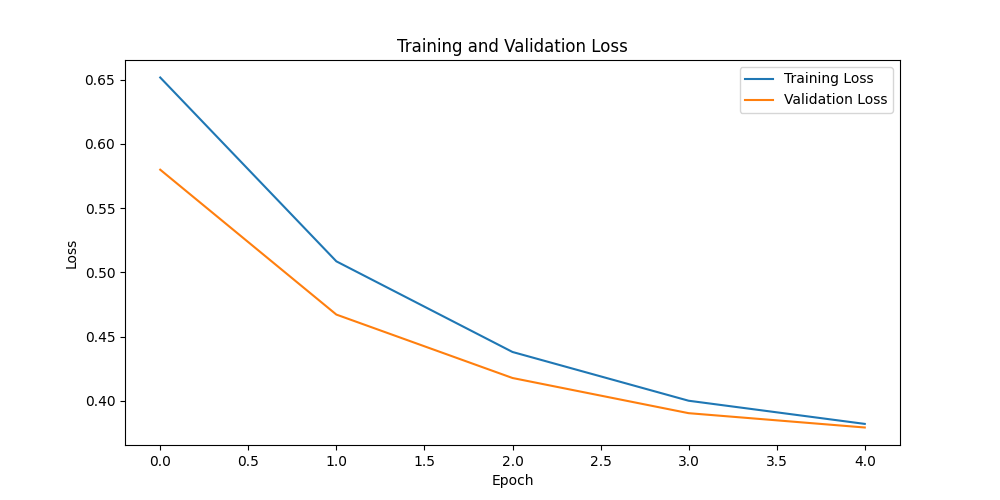 Training and Validation Loss
Training Loss
Validation Loss
0.65
0.60
0.55
0.50
0.45
0.40
Loss
0.0 0.5 1.0 1.5 2.0 2.5 3.0 3.5 4.0
Epoch